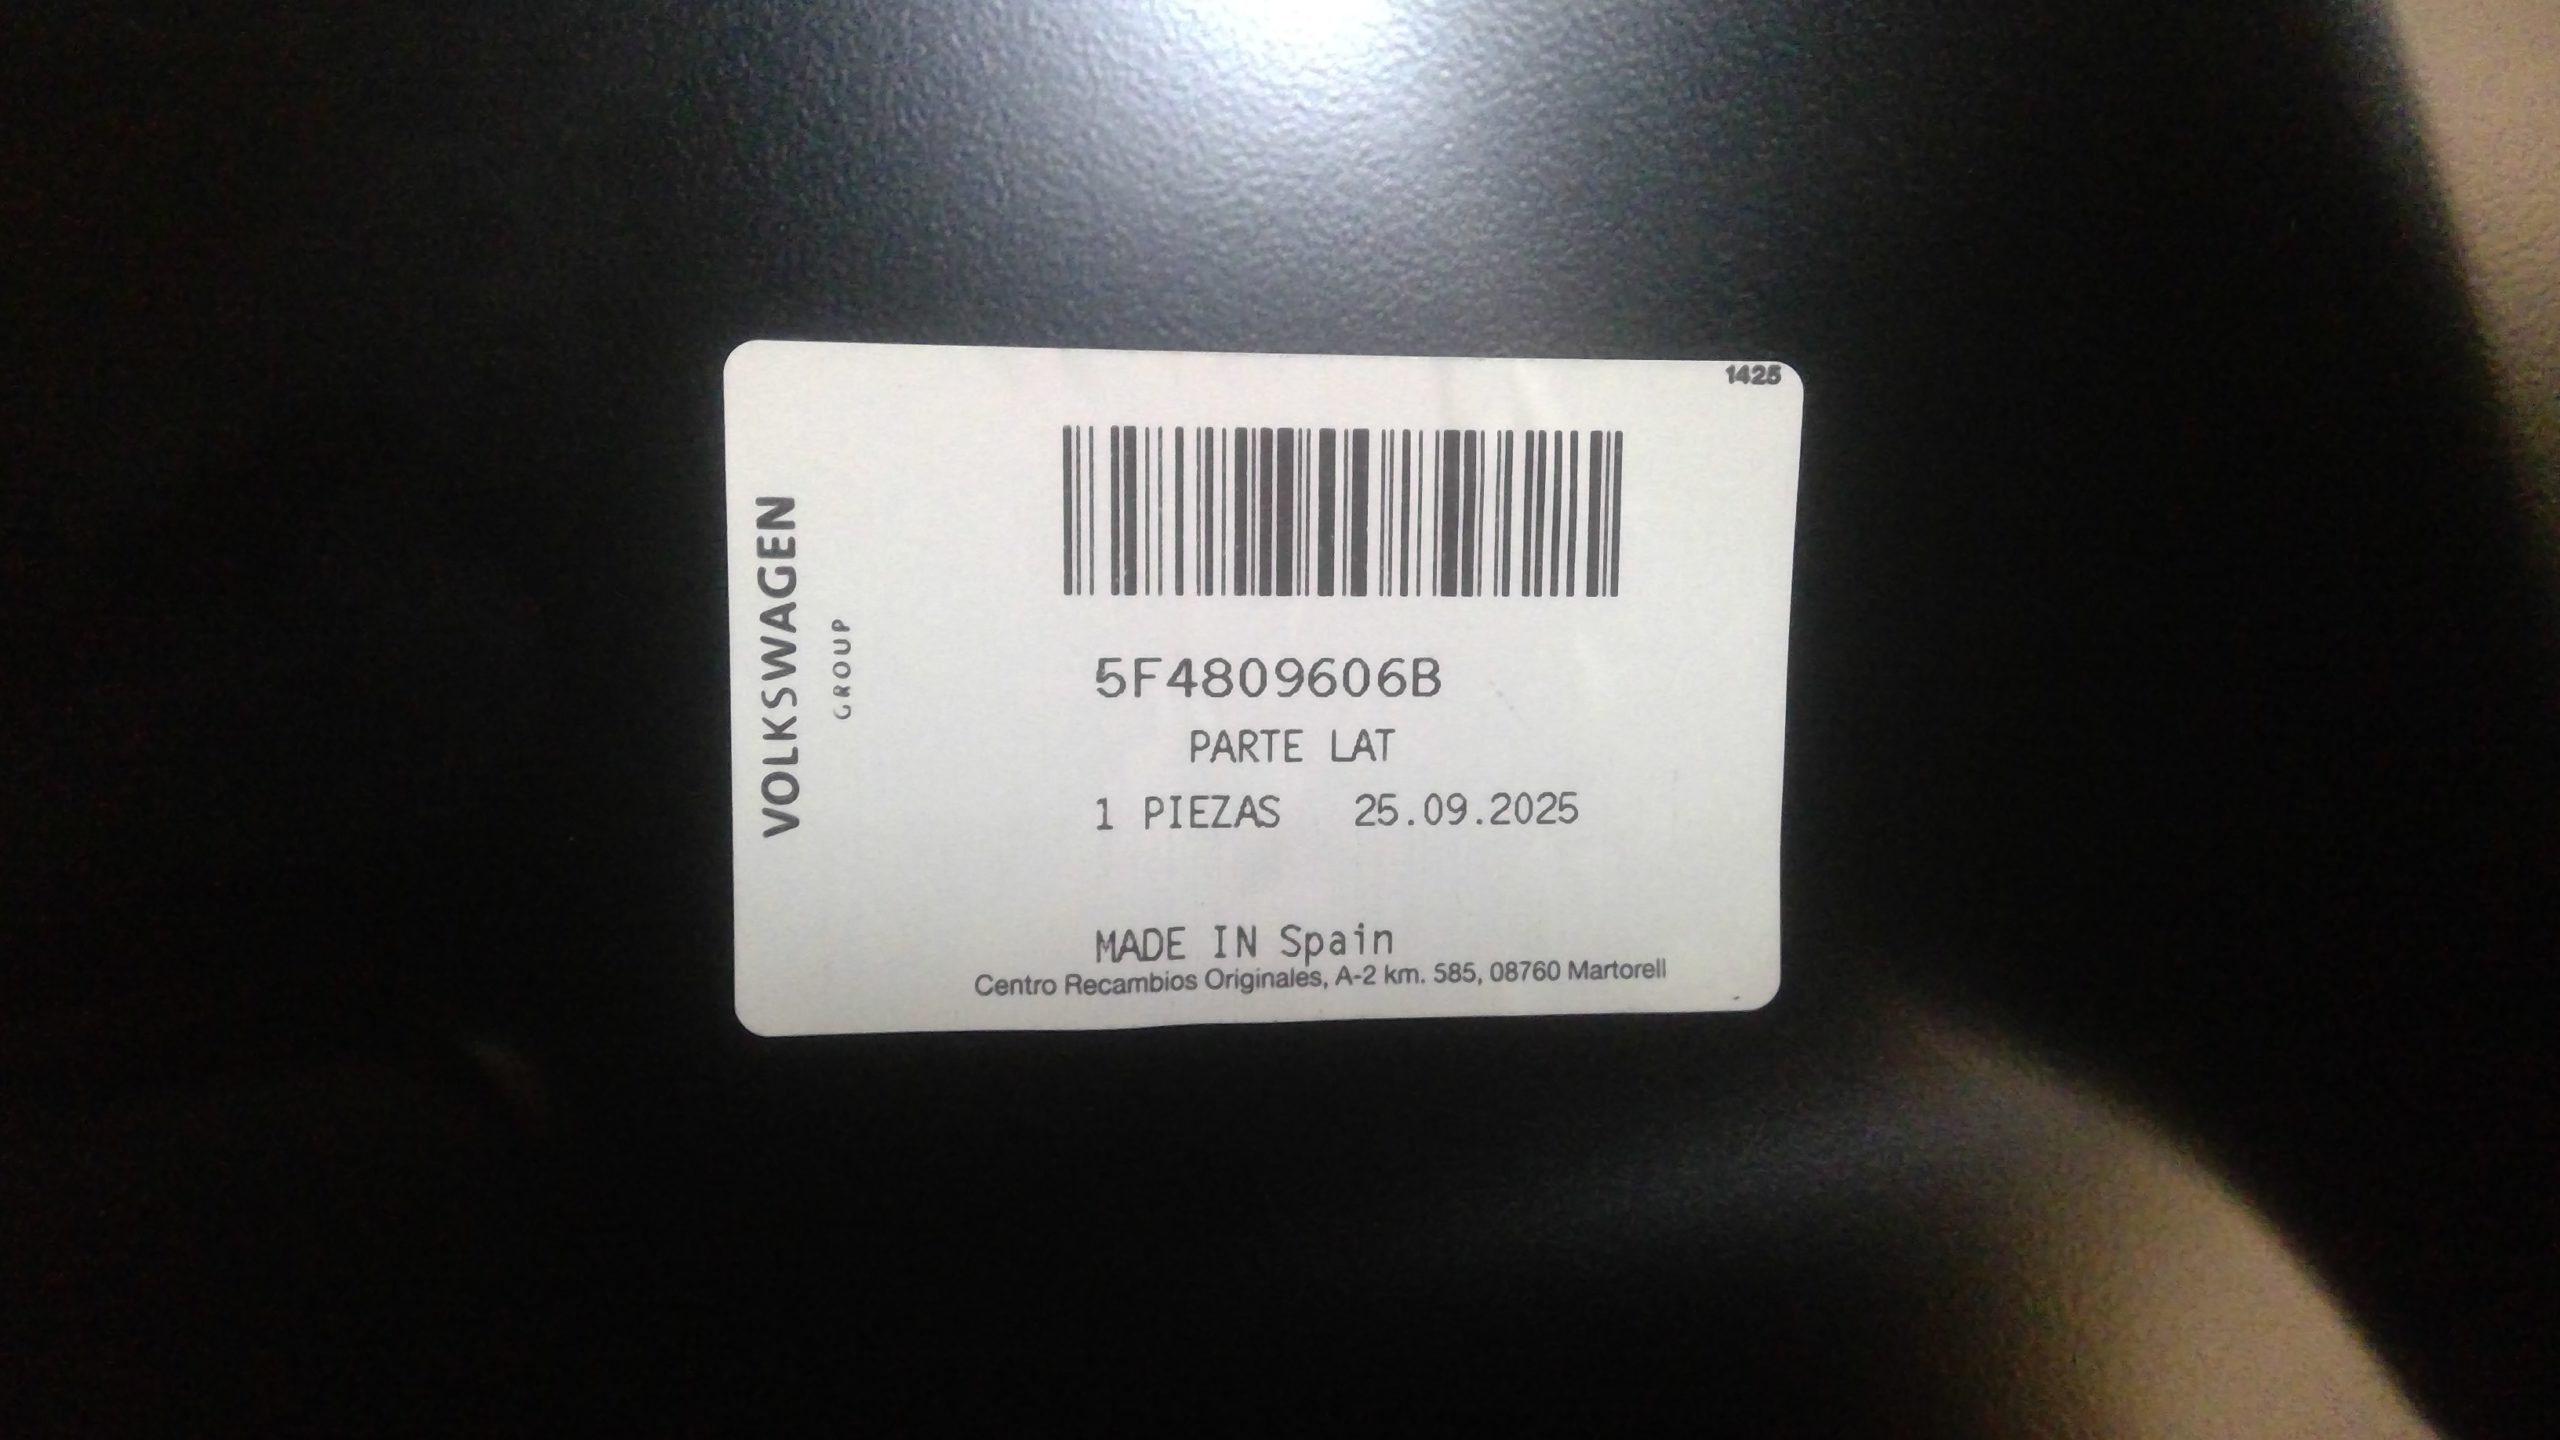 1425
VOLKSWAGEN
GROUP
5F4809606B
PARTE LAT
1 PIEZAS 25.09.2025
MADE IN Spain
Centro Recambios Originales, A-2 km. 585, 08760 Martorell